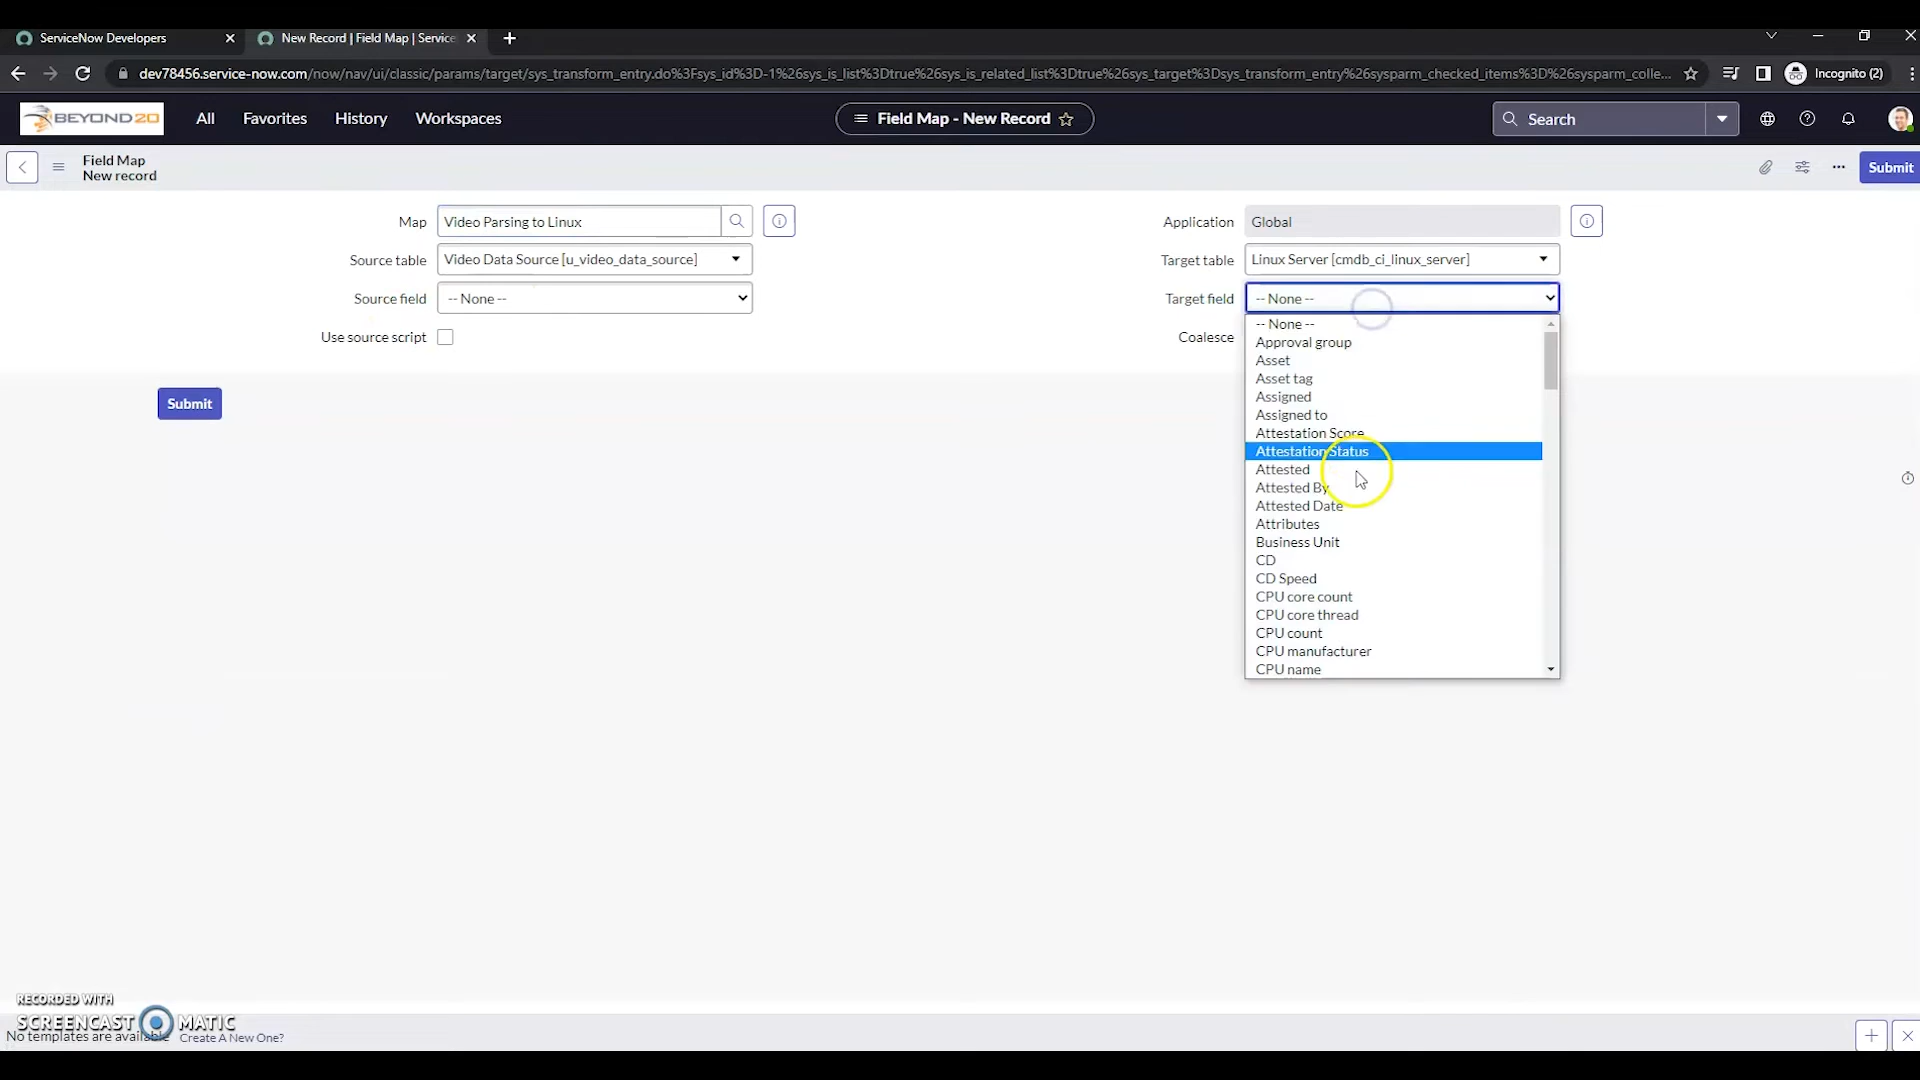 ServiceNow Developers
New Record | Field Map | Service
dev78456.service-now.com/now/nav/ui/classic/params/target/sys_transform_entry.do%3Fsys_id%3D-1%26sys_is_list%3Dtrue%26sys_is_related_list%3Dtrue%26sys_target%3Dsys_transform_entry%26sysparm_checked_items%3D%26sysparm_colle...
Incognito (2)
BEYOND20
All
Favorites
History
Workspaces
Field Map - New Record
Search
Field Map
New record
Submit
Map
Video Parsing to Linux
Application
Global
Source table
Video Data Source [u_video_data_source]
Target table
Linux Server [cmdb_ci_linux_server]
Source field
-- None --
Target field
-- None --
Use source script
Coalesce
-- None --
Approval group
Asset
Asset tag
Assigned
Assigned to
Attestation Score
Attestation Status
Attested
Attested By
Attested Date
Attributes
Business Unit
CD
CD Speed
CPU core count
CPU core thread
CPU count
CPU manufacturer
CPU name
Submit
RECORDED WITH
SCREENCAST MATIC
No templates are available
Create A New One?